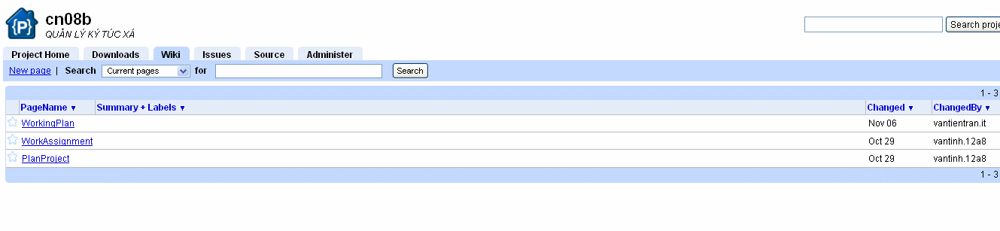 cn08b
QUẢN LÝ KÝ TÚC XÁ
Search proje
Project Home Downloads Wiki Issues Source Administer
New page | Search Current pages for Search
1 - 3
PageName Summary + Labels Changed ChangedBy
WorkingPlan Nov 06 vantientran.it
WorkAssignment Oct 29 vantinh.12a8
PlanProject Oct 29 vantinh.12a8
1 - 3